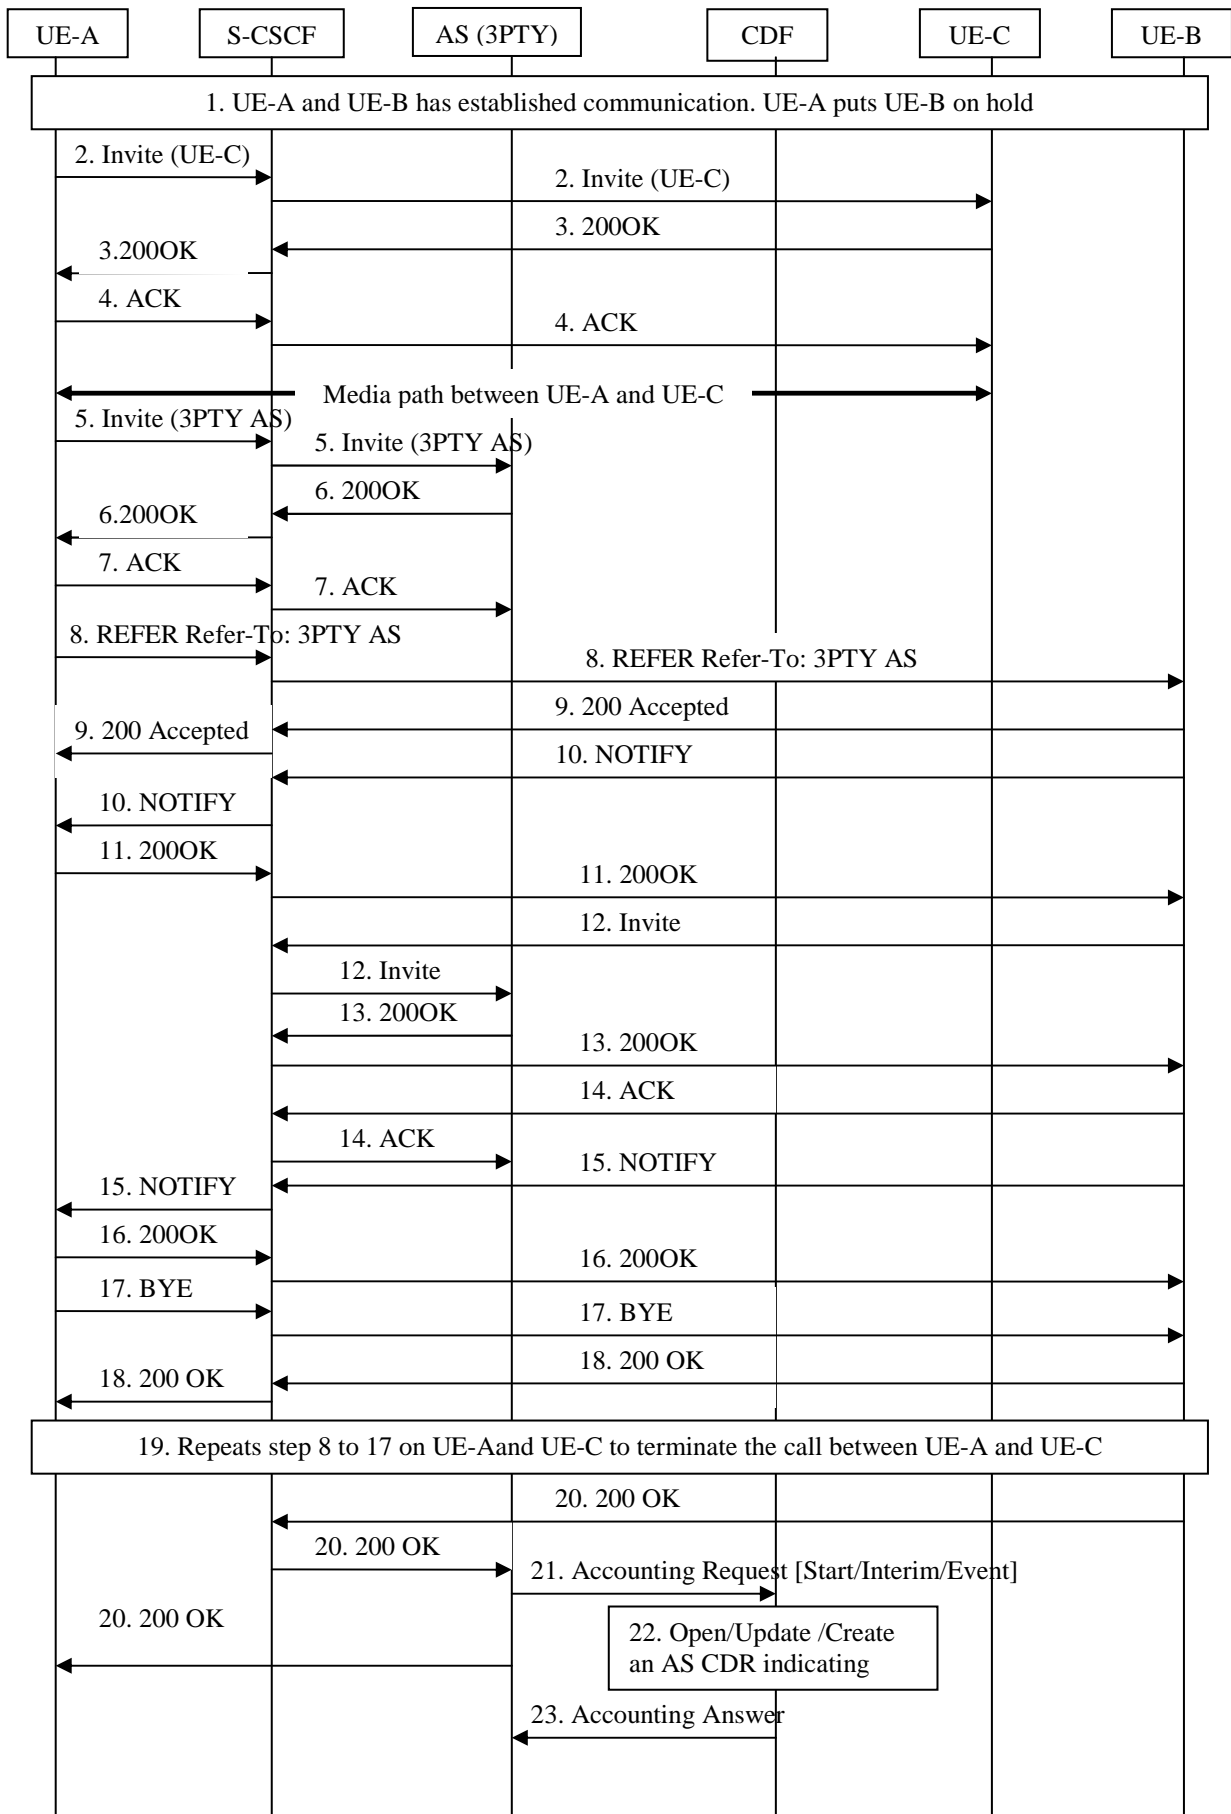 UE-A S-CSCF AS (3PTY) CDF UE-C UE-B
1. UE-A and UE-B has established communication. UE-A puts UE-B on hold
2. Invite (UE-C)
2. Invite (UE-C)
3. 200OK
3.200OK
4. ACK
4. ACK
Media path between UE-A and UE-C
5. Invite (3PTY AS)
5. Invite (3PTY AS)
6. 200OK
6.200OK
7. ACK
7. ACK
8. REFER Refer-To: 3PTY AS
8. REFER Refer-To: 3PTY AS
9. 200 Accepted
9. 200 Accepted
10. NOTIFY
10. NOTIFY
11. 200OK
11. 200OK
12. Invite
12. Invite
13. 200OK
13. 200OK
14. ACK
14. ACK
15. NOTIFY
15. NOTIFY
16. 200OK
16. 200OK
17. BYE
17. BYE
18. 200 OK
18. 200 OK
19. Repeats step 8 to 17 on UE-Aand UE-C to terminate the call between UE-A and UE-C
20. 200 OK
20. 200 OK
21. Accounting Request [Start/Interim/Event]
20. 200 OK
22. Open/Update /Create
an AS CDR indicating
23. Accounting Answer